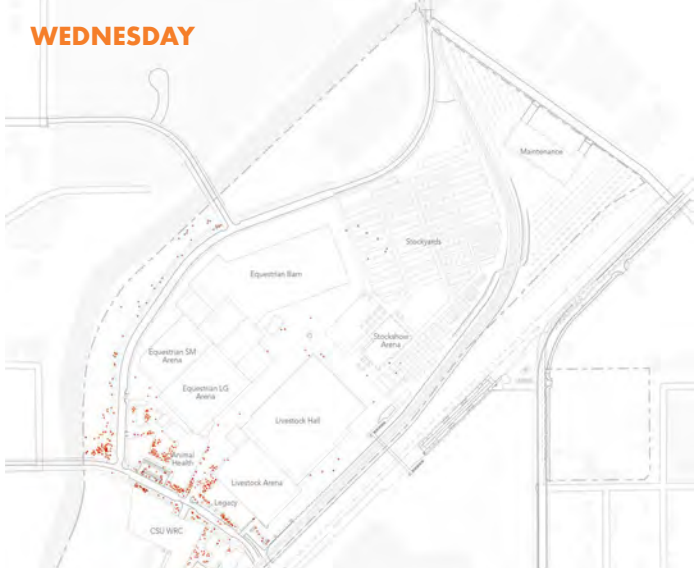 WEDNESDAY
Maintenance
Stockyards
Equestrian Barn
Stockshow
Arena
Equestrian SM
Arena
Equestrian LG
Arena
Livestock Hall
Animal
Health
Livestock Arena
Legacy
CSU WRC